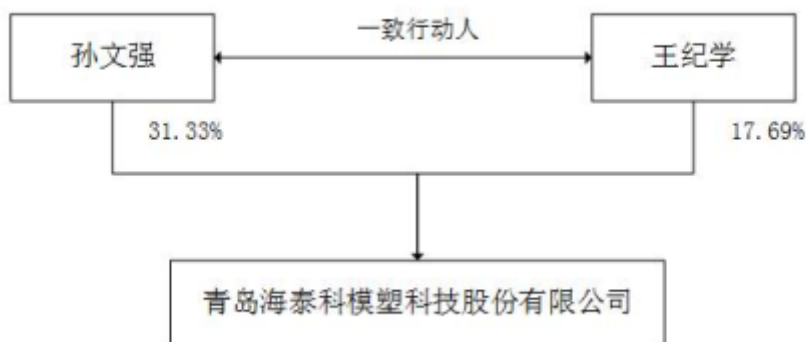 一致行动人
孙文强
王纪学
31.33%
17.69%
青岛海泰科模塑科技股份有限公司